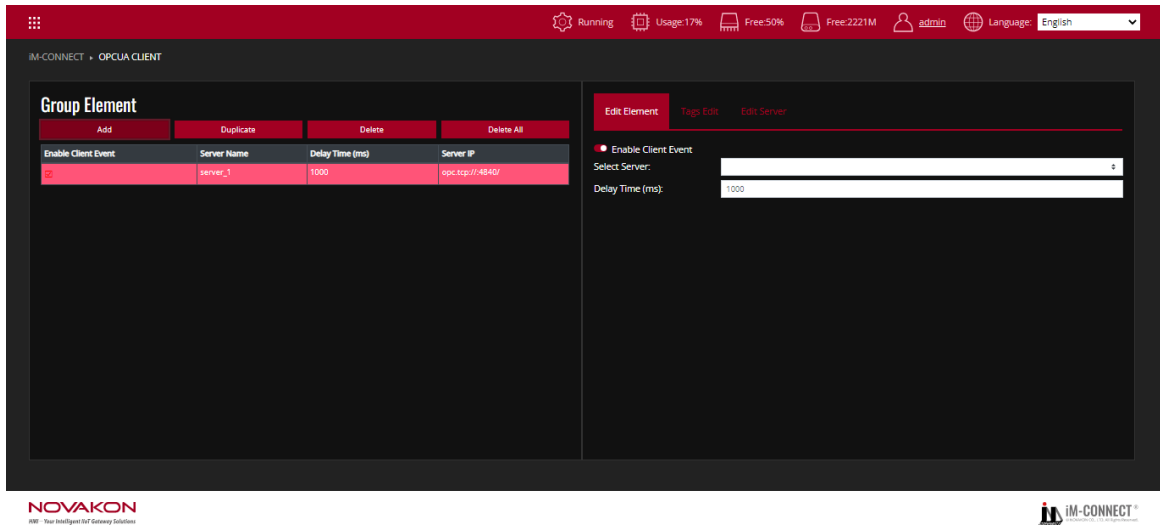 Running Usage:17% Free:50% Free:2221M admin Language: English
iM-CONNECT ▸ OPCUA CLIENT
Group Element
Add Duplicate Delete Delete All
Enable Client Event Server Name Delay Time (ms) Server IP
server_1 1000 opc.tcp://:4840/
Edit Element Tags Edit Edit Server
Enable Client Event
Select Server:
Delay Time (ms): 1000
NOVAKON
HMI - Your Intelligent IIoT Gateway Solutions
iM-CONNECT ®